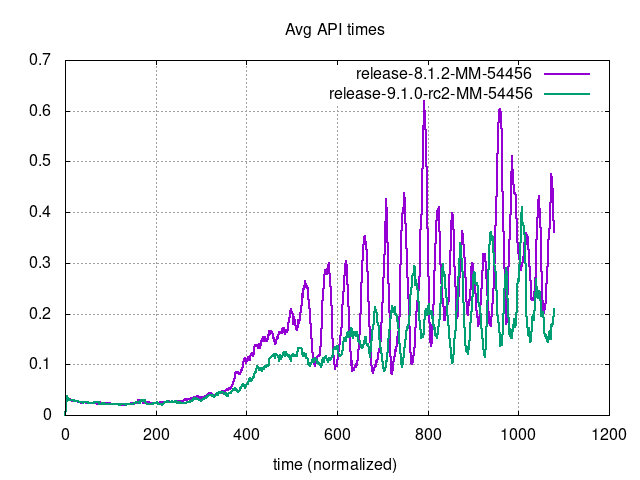 Avg API times
0.7
release-8.1.2-MM-54456
release-9.1.0-rc2-MM-54456
0.6
0.5
0.4
0.3
0.2
0.1
0
0 200 400 600 800 1000 1200
time (normalized)